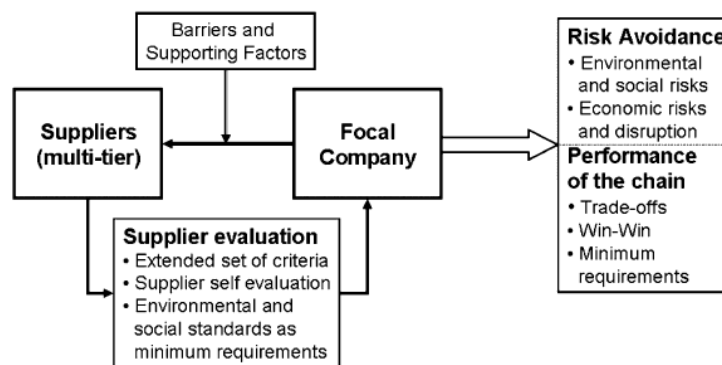 Barriers and
Supporting Factors
Suppliers
(multi-tier)
Focal
Company
Supplier evaluation
• Extended set of criteria
• Supplier self evaluation
• Environmental and
social standards as
minimum requirements
Risk Avoidance
• Environmental
and social risks
• Economic risks
and disruption
Performance
of the chain
• Trade-offs
• Win-Win
• Minimum
requirements